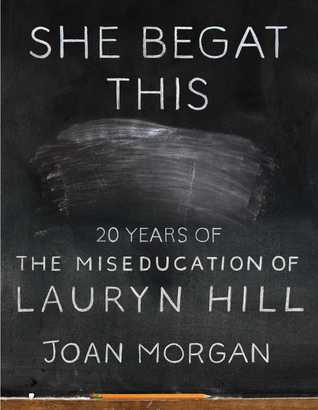 SHE BEGAT
THIS
20 YEARS OF
THE MISEDUCATION OF
LAURYN HILL
JOAN MORGAN